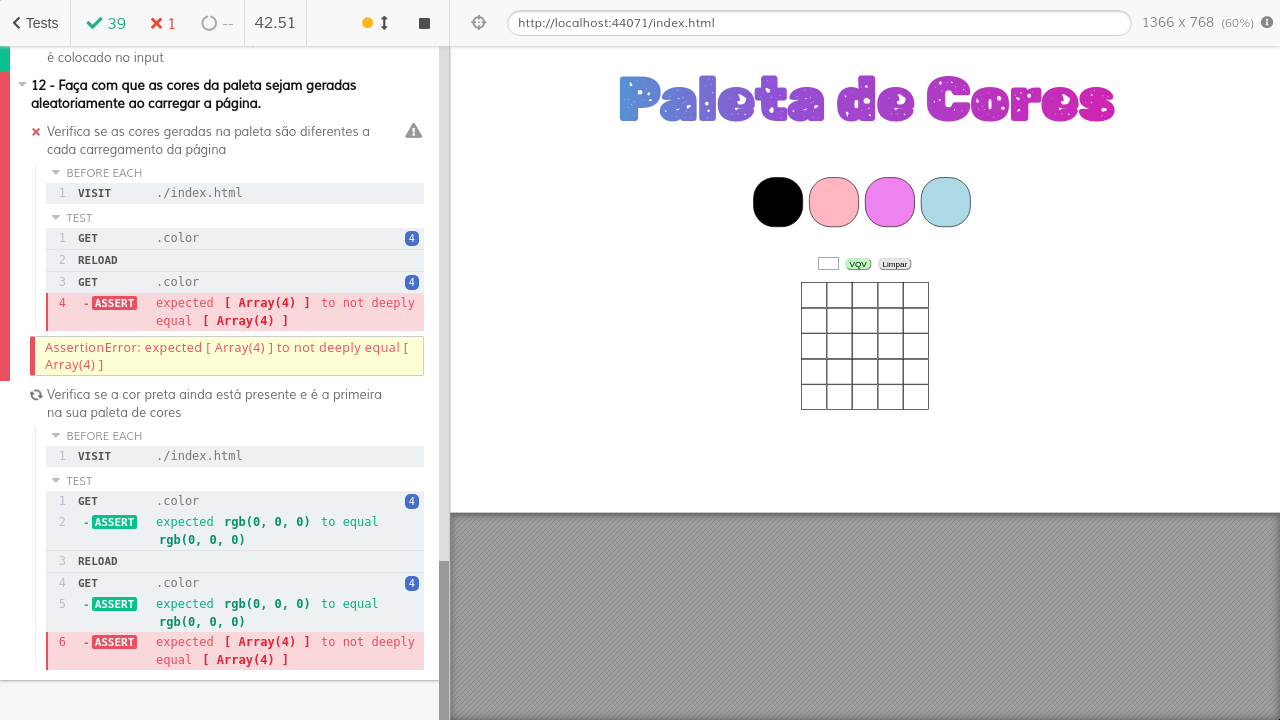 Tests
39
1
--
42.51
http://localhost:44071/index.html
1366 x 768 (60%)
é colocado no input
12 - Faça com que as cores da paleta sejam geradas
aleatoriamente ao carregar a página.
Verifica se as cores geradas na paleta são diferentes a
cada carregamento da página
BEFORE EACH
1 VISIT ./index.html
TEST
1 GET .color 4
2 RELOAD
3 GET .color 4
4 -ASSERT expected [ Array(4) ] to not deeply
equal [ Array(4) ]
AssertionError: expected [ Array(4) ] to not deeply equal [
Array(4) ]
Verifica se a cor preta ainda está presente e é a primeira
na sua paleta de cores
BEFORE EACH
1 VISIT ./index.html
TEST
1 GET .color 4
2 -ASSERT expected rgb(0, 0, 0) to equal
rgb(0, 0, 0)
3 RELOAD
4 GET .color 4
5 -ASSERT expected rgb(0, 0, 0) to equal
rgb(0, 0, 0)
6 -ASSERT expected [ Array(4) ] to not deeply
equal [ Array(4) ]
Paleta de Cores
VQV
Limpar